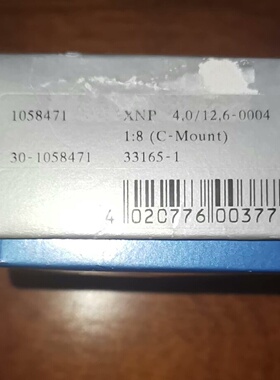 1058471 XNP 4,0/12,6-0004
1:8 (C-Mount)
30-1058471 33165-1
4 020776 00377